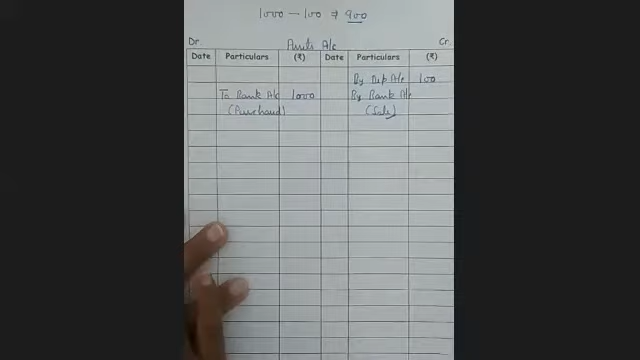 1000 - 100 ⇒ 900
Dr. Assets A/c Cr.
Date Particulars (₹) Date Particulars (₹)
By Dep A/c 100
To Bank A/c 1000 By Bank A/c
(Purchased) (Sale)